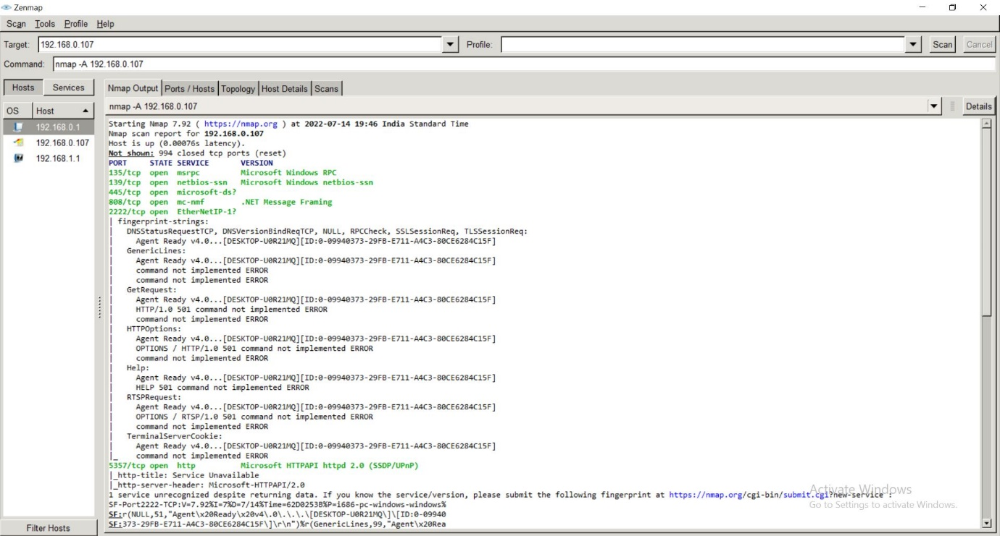 Zenmap
Scan Tools Profile Help
Target: 192.168.0.107 Profile: Scan Cancel
Command: nmap -A 192.168.0.107
Hosts Services
Nmap Output Ports / Hosts Topology Host Details Scans
OS Host
192.168.0.1
192.168.0.107
192.168.1.1
Filter Hosts
nmap -A 192.168.0.107 Details
Starting Nmap 7.92 ( https://nmap.org ) at 2022-07-14 19:46 India Standard Time
Nmap scan report for 192.168.0.107
Host is up (0.00076s latency).
Not shown: 994 closed tcp ports (reset)
PORT STATE SERVICE VERSION
135/tcp open msrpc Microsoft Windows RPC
139/tcp open netbios-ssn Microsoft Windows netbios-ssn
445/tcp open microsoft-ds?
808/tcp open mc-nmf .NET Message Framing
2222/tcp open EtherNetIP-1?
| fingerprint-strings:
| DNSStatusRequestTCP, DNSVersionBindReqTCP, NULL, RPCCheck, SSLSessionReq, TLSSessionReq:
| Agent Ready v4.0...[DESKTOP-U0R21MQ][ID:0-09940373-29FB-E711-A4C3-80CE6284C15F]
| GenericLines:
| Agent Ready v4.0...[DESKTOP-U0R21MQ][ID:0-09940373-29FB-E711-A4C3-80CE6284C15F]
| command not implemented ERROR
| command not implemented ERROR
| GetRequest:
| Agent Ready v4.0...[DESKTOP-U0R21MQ][ID:0-09940373-29FB-E711-A4C3-80CE6284C15F]
| HTTP/1.0 501 command not implemented ERROR
| command not implemented ERROR
| HTTPOptions:
| Agent Ready v4.0...[DESKTOP-U0R21MQ][ID:0-09940373-29FB-E711-A4C3-80CE6284C15F]
| OPTIONS / HTTP/1.0 501 command not implemented ERROR
| command not implemented ERROR
| Help:
| Agent Ready v4.0...[DESKTOP-U0R21MQ][ID:0-09940373-29FB-E711-A4C3-80CE6284C15F]
| HELP 501 command not implemented ERROR
| RTSPRequest:
| Agent Ready v4.0...[DESKTOP-U0R21MQ][ID:0-09940373-29FB-E711-A4C3-80CE6284C15F]
| OPTIONS / RTSP/1.0 501 command not implemented ERROR
| command not implemented ERROR
| TerminalServerCookie:
| Agent Ready v4.0...[DESKTOP-U0R21MQ][ID:0-09940373-29FB-E711-A4C3-80CE6284C15F]
|_ command not implemented ERROR
5357/tcp open http Microsoft HTTPAPI httpd 2.0 (SSDP/UPnP)
|_http-title: Service Unavailable
|_http-server-header: Microsoft-HTTPAPI/2.0
1 service unrecognized despite returning data. If you know the service/version, please submit the following fingerprint at https://nmap.org/cgi-bin/submit.cgi?new-service :
SF-Port2222-TCP:V=7.92%I=7%D=7/14%Time=62D0253B%P=i686-pc-windows-windows%
SF:r(NULL,51,"Agent\x20Ready\x20v4\.0\.\.\.\[DESKTOP-U0R21MQ\]\[ID:0-09940
SF:373-29FB-E711-A4C3-80CE6284C15F\]\r\n")%r(GenericLines,99,"Agent\x20Rea
Activate Windows
Go to Settings to activate Windows.